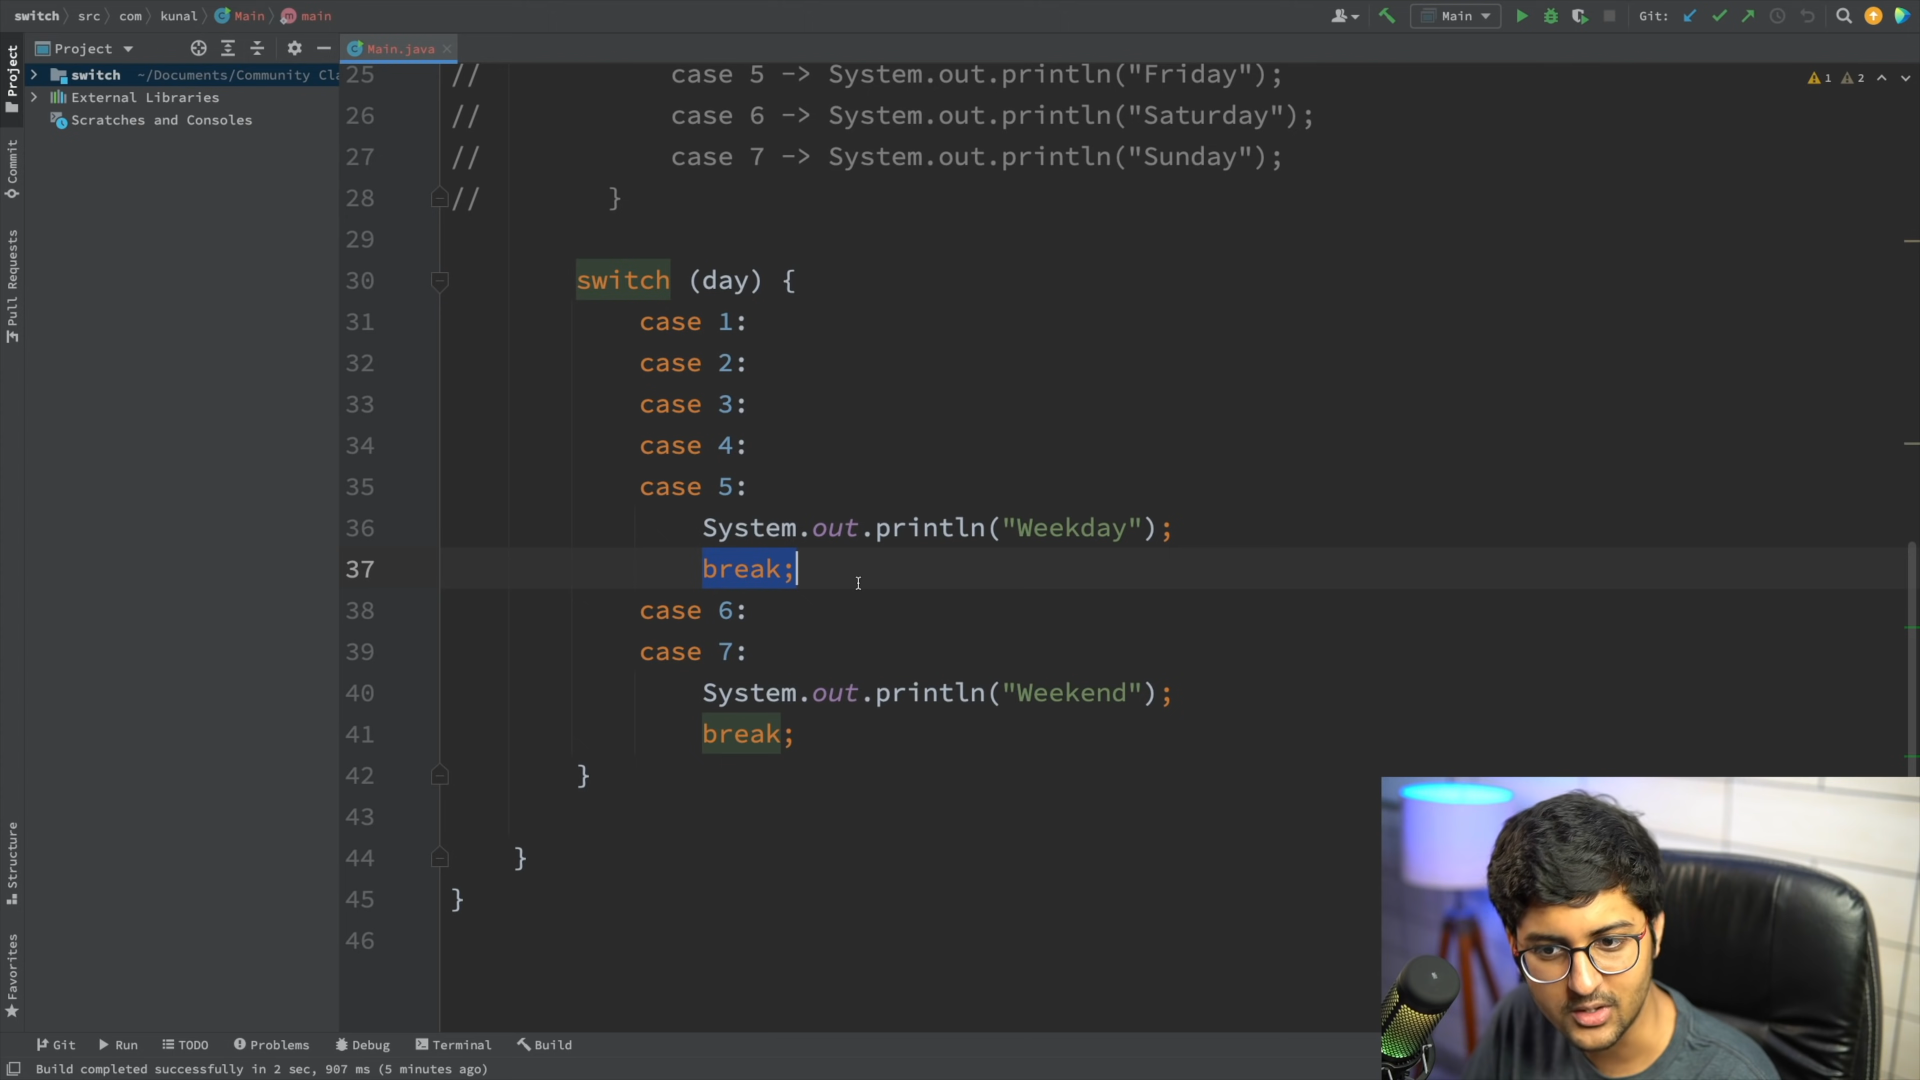 switch src com kunal Main main
Main Git:
Project
Main.java
Project
Commit
Pull Requests
Structure
Favorites
switch ~/Documents/Community Cla
External Libraries
Scratches and Consoles
1 2
25 // case 5 -> System.out.println("Friday");
26 // case 6 -> System.out.println("Saturday");
27 // case 7 -> System.out.println("Sunday");
28 // }
29
30 switch (day) {
31 case 1:
32 case 2:
33 case 3:
34 case 4:
35 case 5:
36 System.out.println("Weekday");
37 break;
38 case 6:
39 case 7:
40 System.out.println("Weekend");
41 break;
42 }
43
44 }
45 }
46
Git Run TODO Problems Debug Terminal Build
Build completed successfully in 2 sec, 907 ms (5 minutes ago)